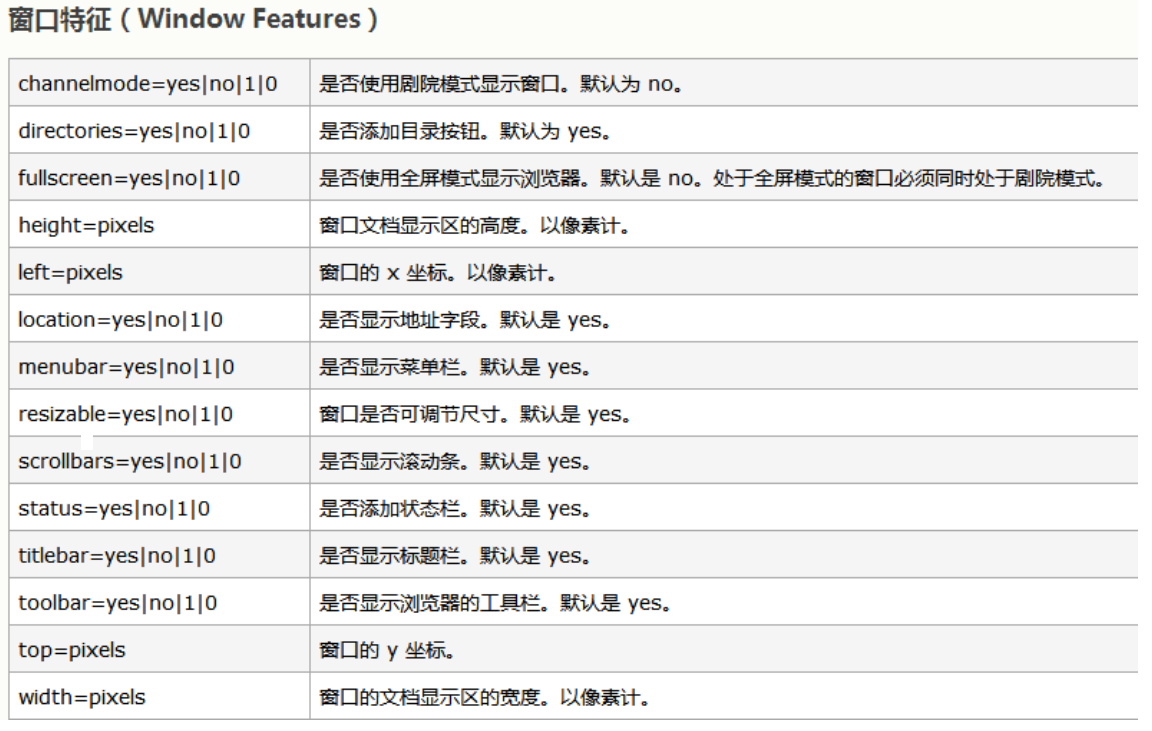 窗口特征（Window Features）
channelmode=yes|no|1|0 是否使用剧院模式显示窗口。默认为 no。
directories=yes|no|1|0 是否添加目录按钮。默认为 yes。
fullscreen=yes|no|1|0 是否使用全屏模式显示浏览器。默认是 no。处于全屏模式的窗口必须同时处于剧院模式。
height=pixels 窗口文档显示区的高度。以像素计。
left=pixels 窗口的 x 坐标。以像素计。
location=yes|no|1|0 是否显示地址字段。默认是 yes。
menubar=yes|no|1|0 是否显示菜单栏。默认是 yes。
resizable=yes|no|1|0 窗口是否可调节尺寸。默认是 yes。
scrollbars=yes|no|1|0 是否显示滚动条。默认是 yes。
status=yes|no|1|0 是否添加状态栏。默认是 yes。
titlebar=yes|no|1|0 是否显示标题栏。默认是 yes。
toolbar=yes|no|1|0 是否显示浏览器的工具栏。默认是 yes。
top=pixels 窗口的 y 坐标。
width=pixels 窗口的文档显示区的宽度。以像素计。